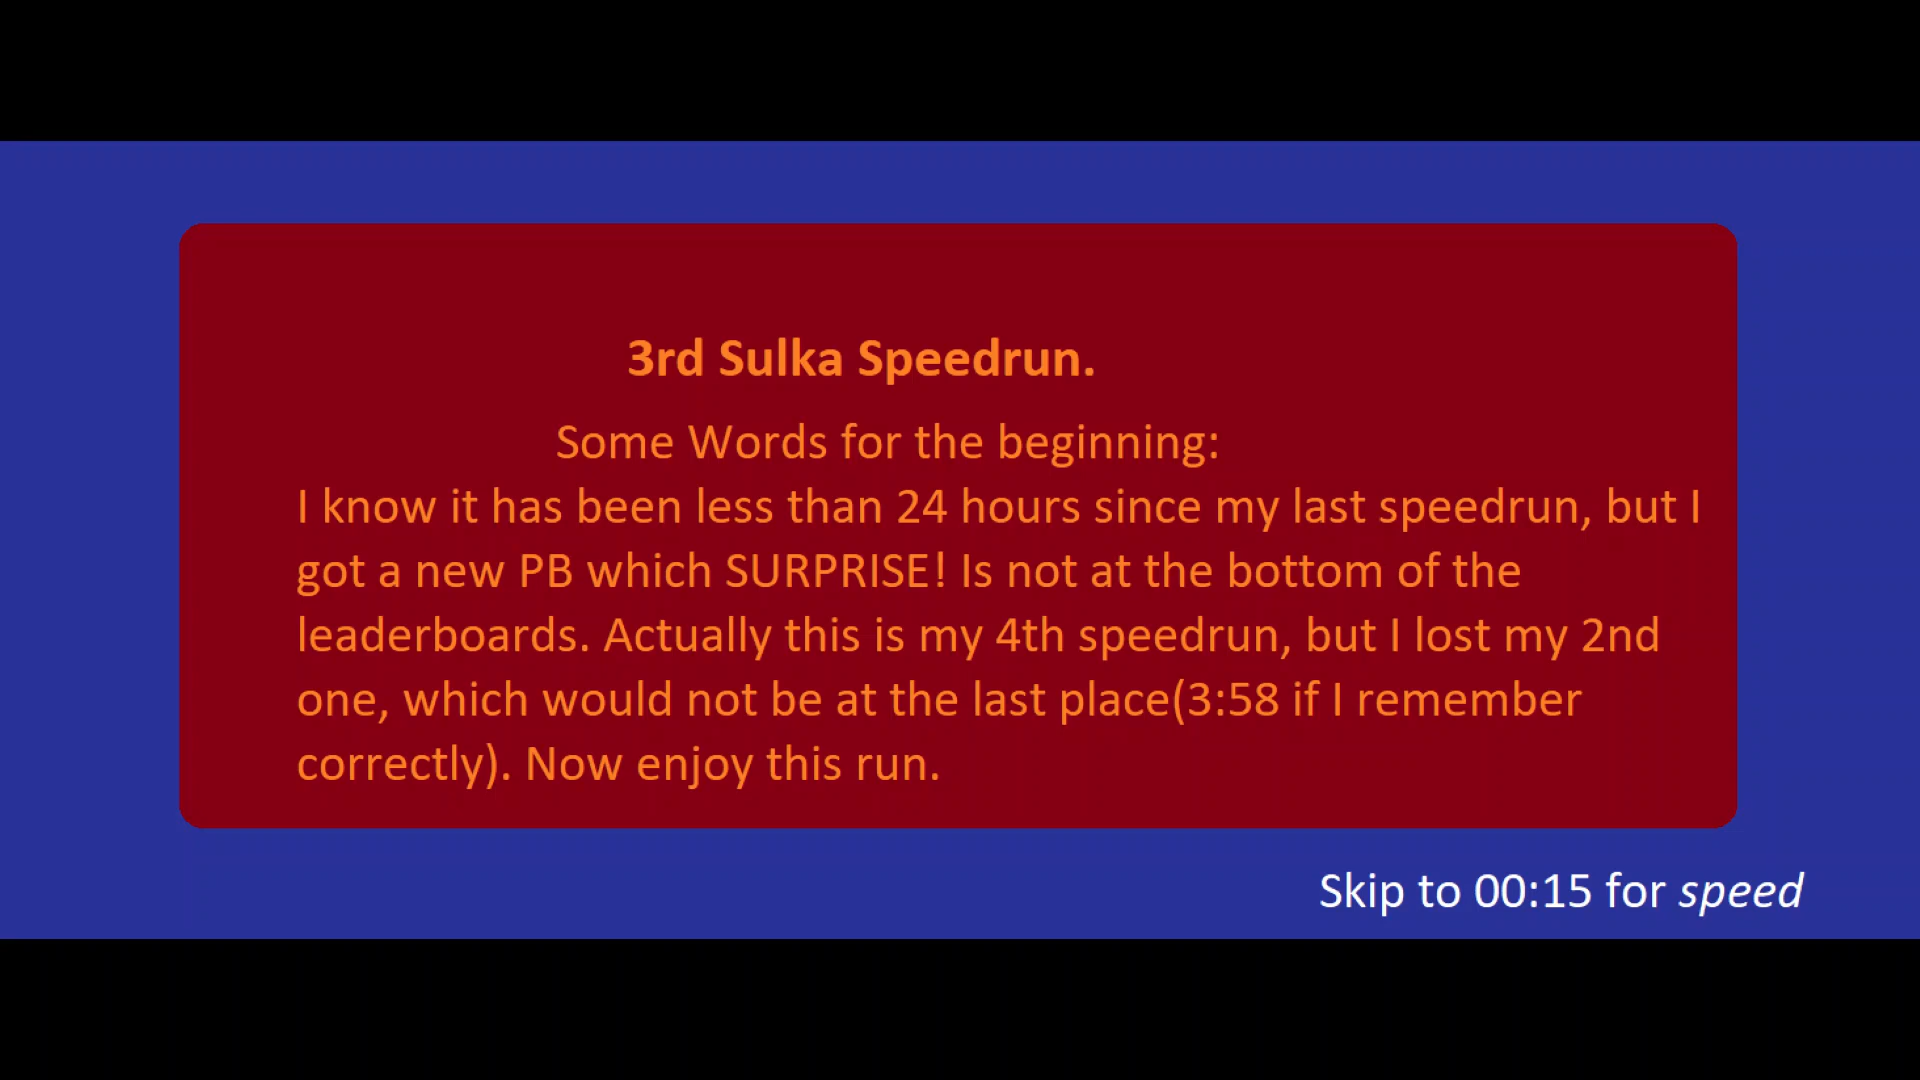 3rd Sulka Speedrun.
Some Words for the beginning:
I know it has been less than 24 hours since my last speedrun, but I
got a new PB which SURPRISE! Is not at the bottom of the
leaderboards. Actually this is my 4th speedrun, but I lost my 2nd
one, which would not be at the last place(3:58 if I remember
correctly). Now enjoy this run.
Skip to 00:15 for speed